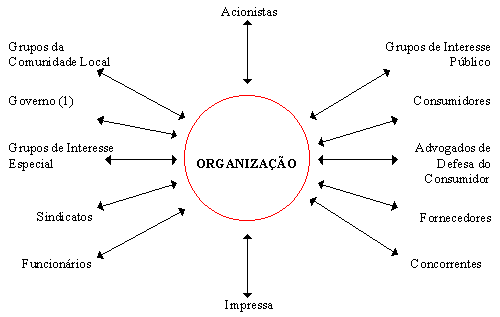 Acionistas
Grupos da
Comunidade Local
Grupos de Interesse
Público
Governo (1)
Consumidores
Grupos de Interesse
Especial
ORGANIZAÇÃO
Advogados de
Defesa do
Consumidor
Sindicatos
Fornecedores
Funcionários
Concorrentes
Impressa